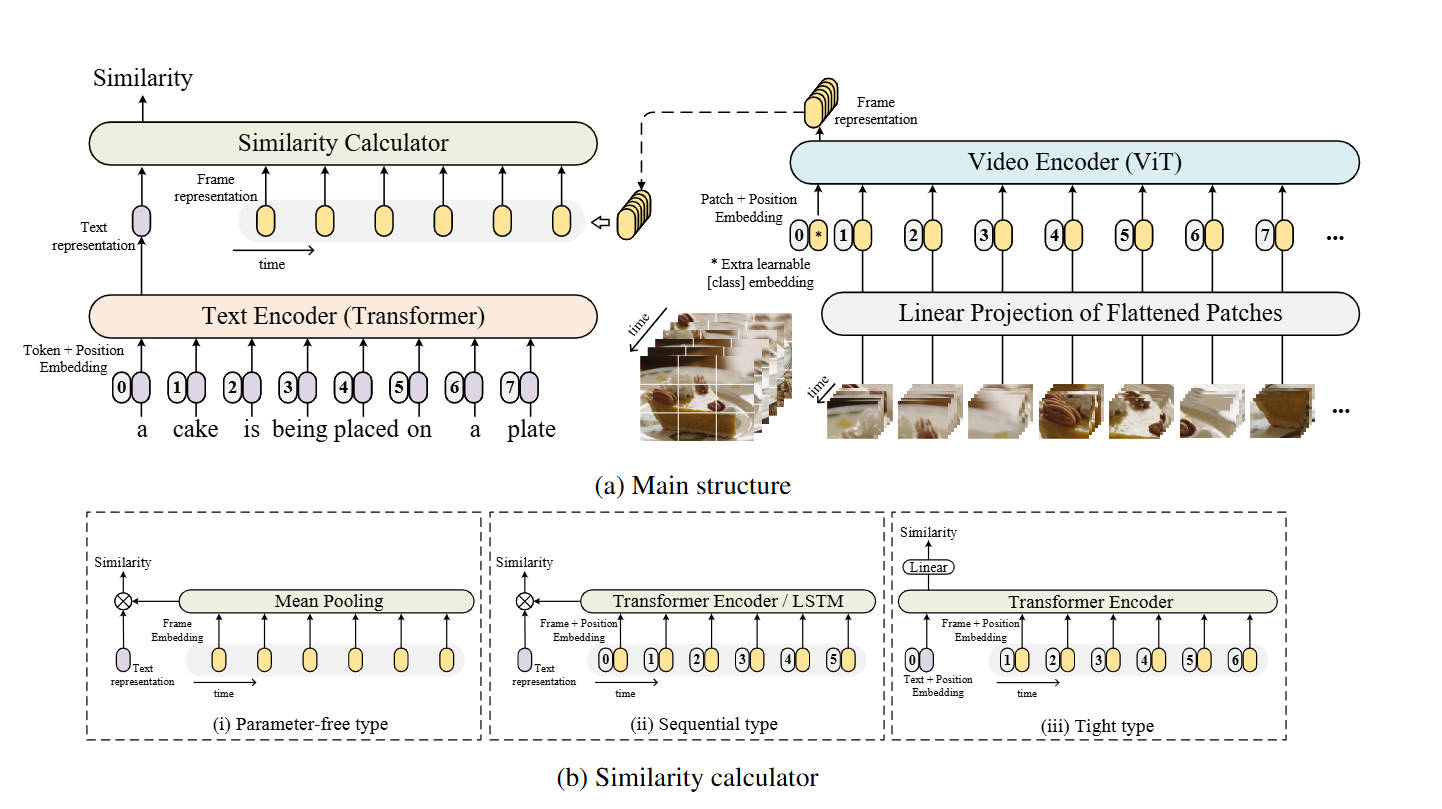 Similarity
Similarity Calculator
Frame
representation
Text
representation
time
Text Encoder (Transformer)
Token + Position
Embedding
0 1 2 3 4 5 6 7
a cake is being placed on a plate
Frame
representation
Video Encoder (ViT)
Patch + Position
Embedding
0 * 1 2 3 4 5 6 7 ...
* Extra learnable
[class] embedding
Linear Projection of Flattened Patches
time
time
...
(a) Main structure
Similarity
Mean Pooling
Frame
Embedding
Text
representation
time
(i) Parameter-free type
Similarity
Transformer Encoder / LSTM
Frame + Position
Embedding
0 1 2 3 4 5
Text
representation
time
(ii) Sequential type
Similarity
Linear
Transformer Encoder
Frame + Position
Embedding
0 1 2 3 4 5 6
Text + Position
Embedding
time
(iii) Tight type
(b) Similarity calculator